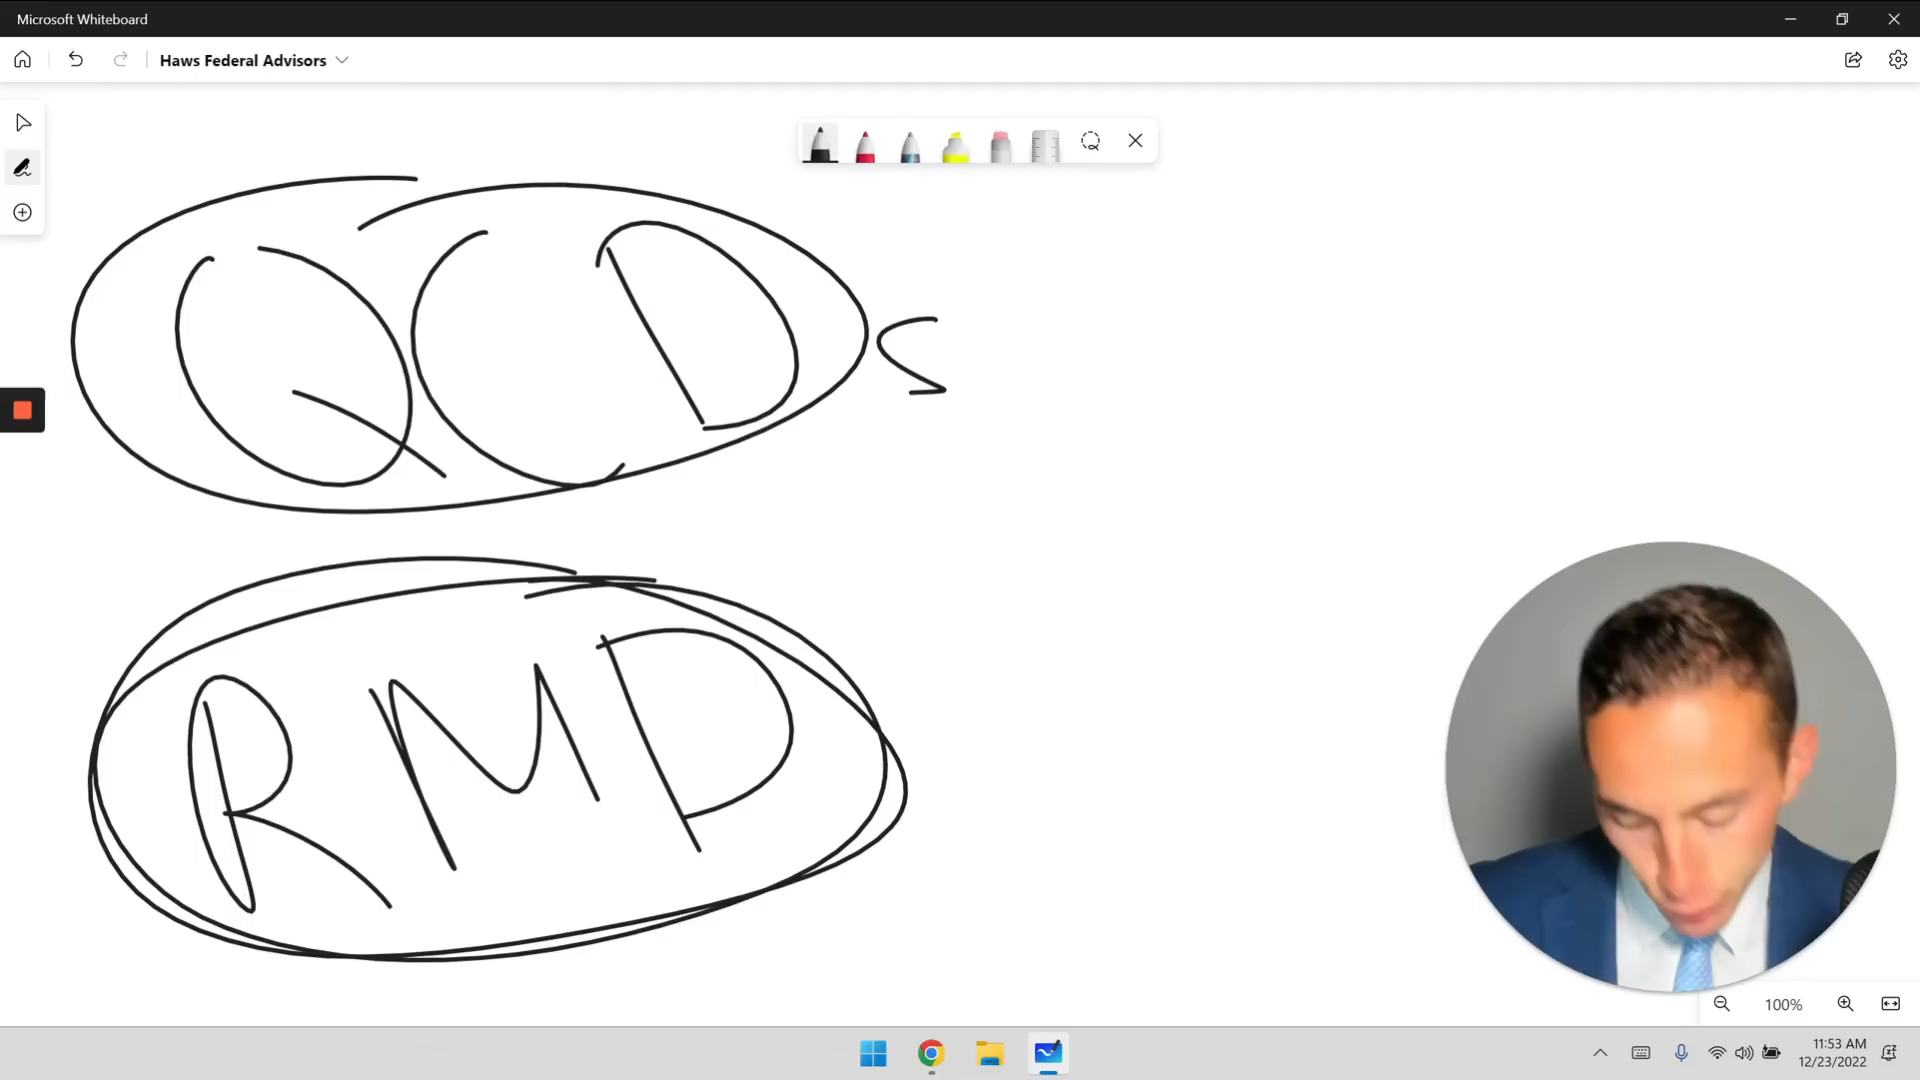 Microsoft Whiteboard
Haws Federal Advisors
QCDs
RMD
100%
11:53 AM
12/23/2022